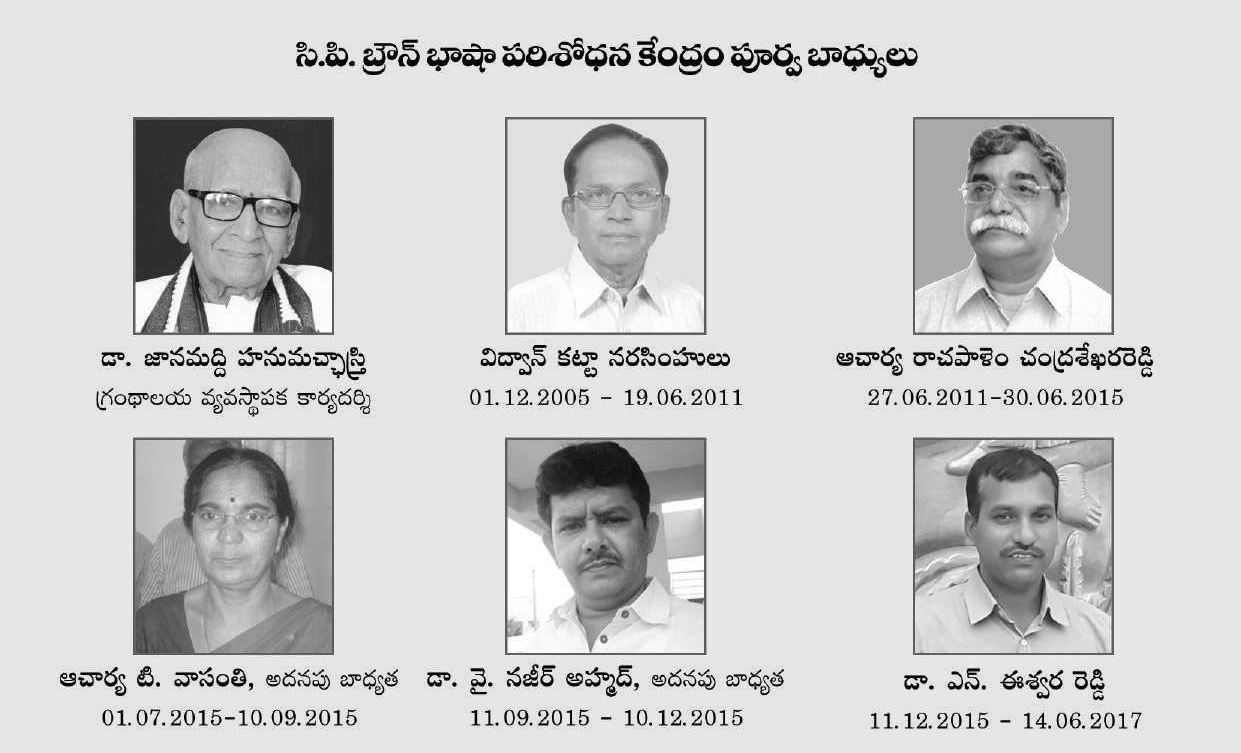 సి.పి. బ్రౌన్ భాషా పరిశోధన కేంద్రం పూర్వ బాధ్యులు
డా. జానమద్ది హనుమచ్ఛాస్త్రి
గ్రంథాలయ వ్యవస్థాపక కార్యదర్శి
విద్వాన్ కట్టా నరసింహులు
01.12.2005 - 19.06.2011
ఆచార్య రాచపాళెం చంద్రశేఖరరెడ్డి
27.06.2011-30.06.2015
ఆచార్య టి. వాసంతి, అదనపు బాధ్యత
01.07.2015-10.09.2015
డా. వై. నజీర్ అహ్మద్, అదనపు బాధ్యత
11.09.2015 - 10.12.2015
డా. ఎన్. ఈశ్వర రెడ్డి
11.12.2015 - 14.06.2017